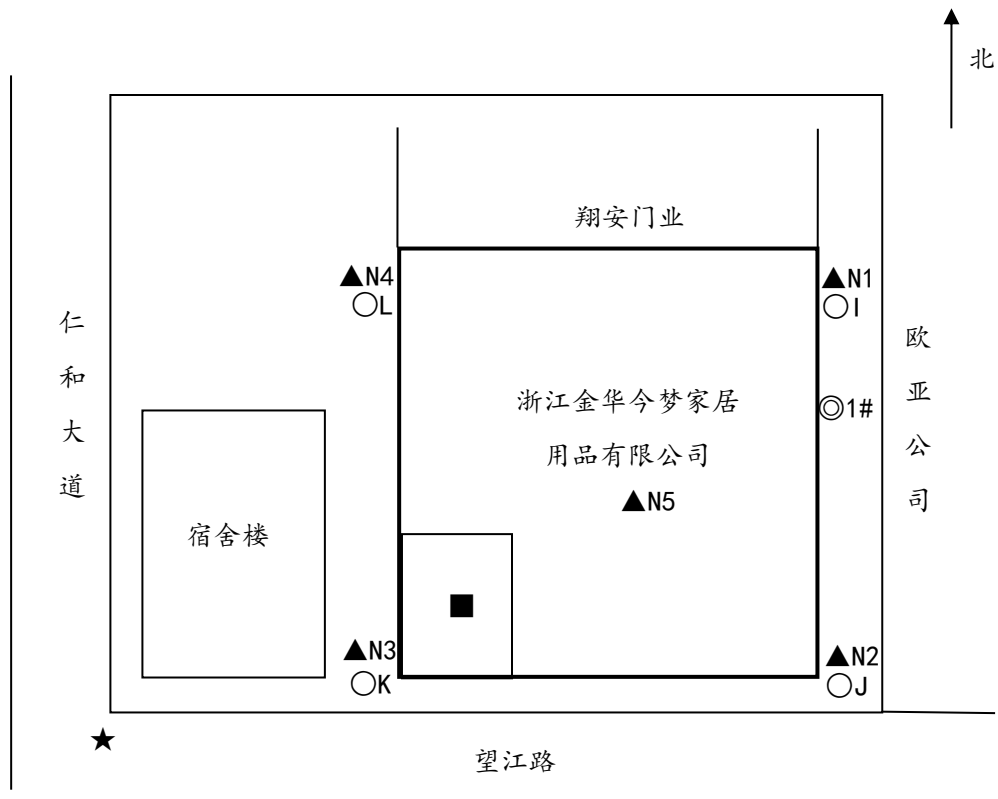 北
翔安门业
▲N4
○L
▲N1
○I
仁和大道
欧亚公司
浙江金华今梦家居
用品有限公司
◎1#
▲N5
宿舍楼
■
▲N3
○K
▲N2
○J
★
望江路